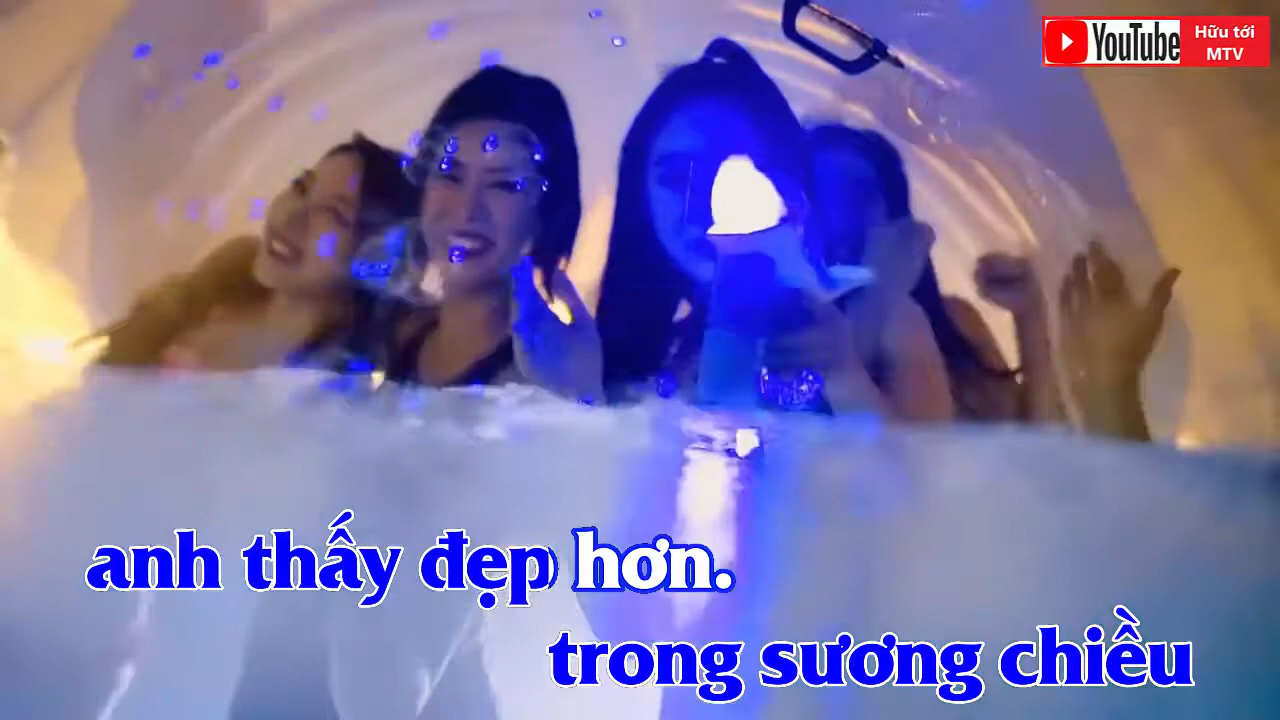 YouTube
Hữu tới
MTV
anh thấy đẹp hơn.
trong sương chiều